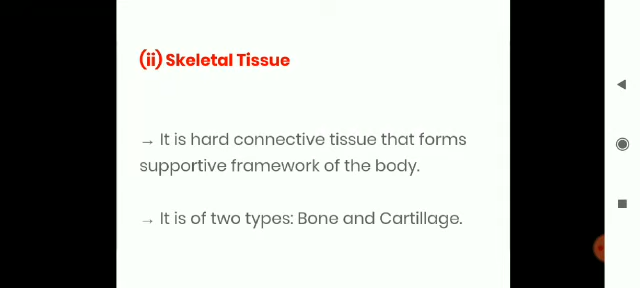 (ii) Skeletal Tissue
→ It is hard connective tissue that forms
supportive framework of the body.
→ It is of two types: Bone and Cartillage.